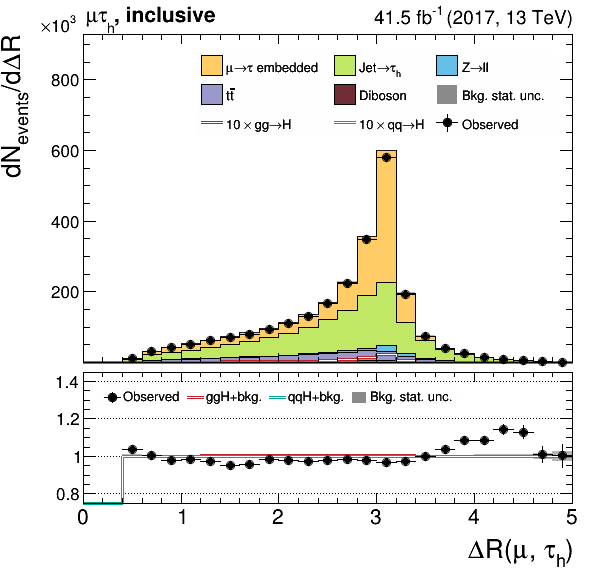 ×10³ μτₕ, inclusive 41.5 fb⁻¹ (2017, 13 TeV)
dN_events/dΔR
800
600
400
200
μ→τ embedded Jet→τₕ Z→ll
tt̄ Diboson Bkg. stat. unc.
10 × gg→H 10 × qq→H Observed
1.4
1.2
1
0.8
Observed ggH+bkg. qqH+bkg. Bkg. stat. unc.
0 1 2 3 4 5
ΔR(μ, τₕ)